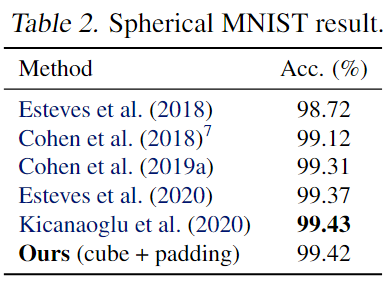 Table 2. Spherical MNIST result.
Method Acc. (%)
Esteves et al. (2018) 98.72
Cohen et al. (2018)7 99.12
Cohen et al. (2019a) 99.31
Esteves et al. (2020) 99.37
Kicanaoglu et al. (2020) 99.43
Ours (cube + padding) 99.42